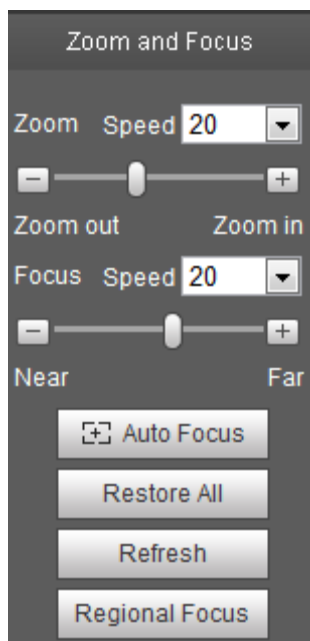 Zoom and Focus
Zoom Speed 20
Zoom out Zoom in
Focus Speed 20
Near Far
Auto Focus
Restore All
Refresh
Regional Focus